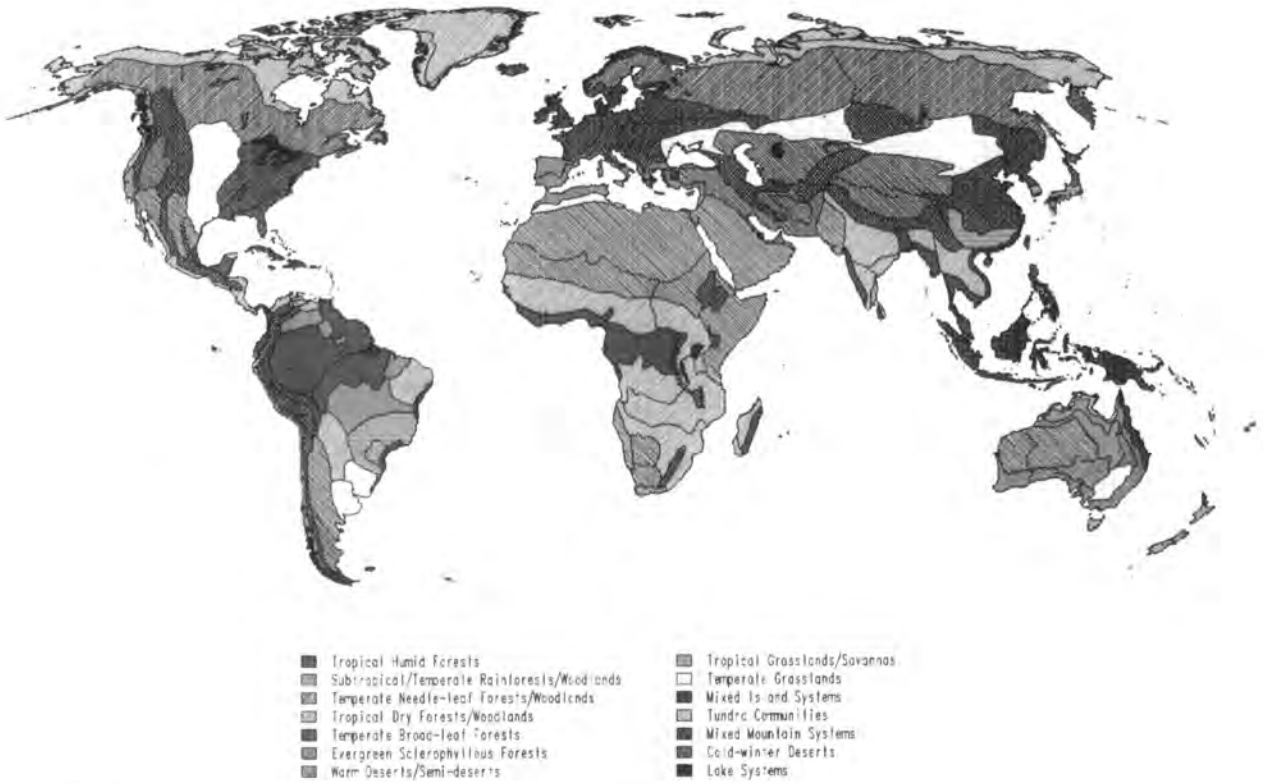 Tropical Humid Forests
Subtropical/Temperate Rainforests/Woodlands
Temperate Needle-leaf Forests/Woodlands
Tropical Dry Forests/Woodlands
Temperate Broad-leaf Forests
Evergreen Sclerophyllous Forests
Warm Deserts/Semi-deserts
Tropical Grasslands/Savannas
Temperate Grasslands
Mixed Island Systems
Tundra Communities
Mixed Mountain Systems
Cold-winter Deserts
Lake Systems